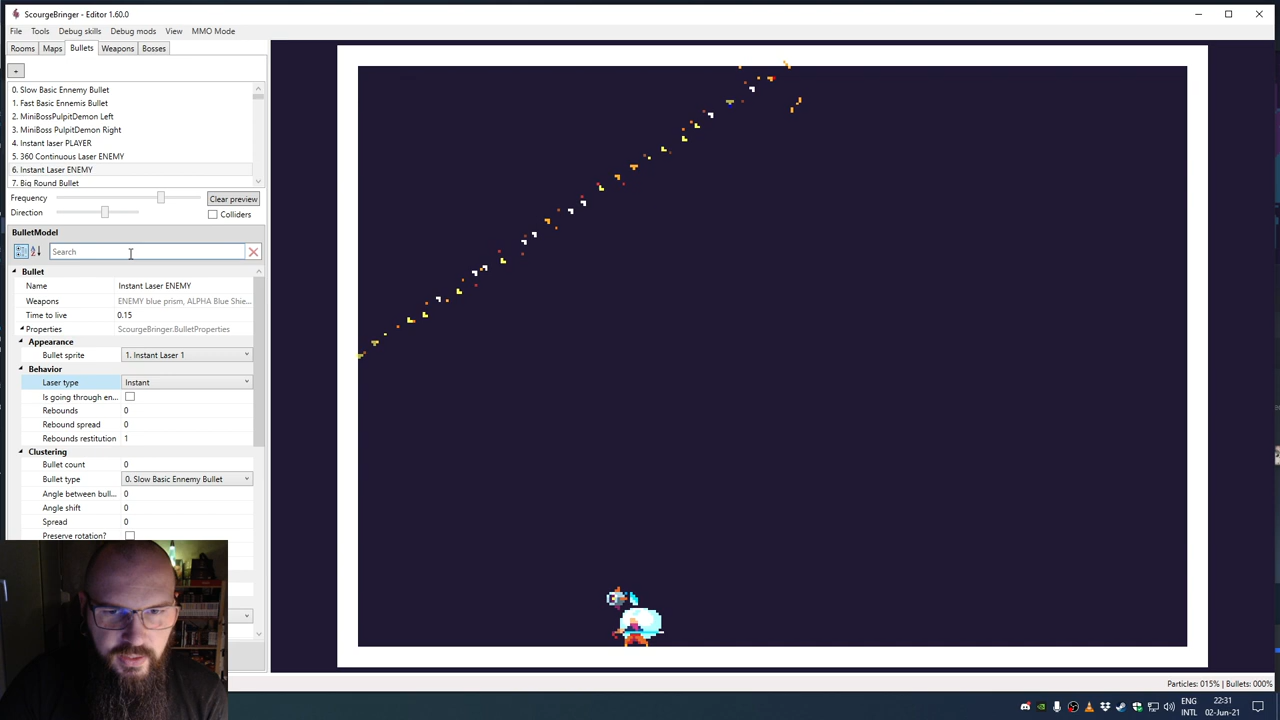 ScourgeBringer - Editor 1.60.0
File Tools Debug skills Debug mods View MMO Mode
Rooms Maps Bullets Weapons Bosses
+
0. Slow Basic Ennemy Bullet
1. Fast Basic Ennemis Bullet
2. MiniBossPulpitDemon Left
3. MiniBoss PulpitDemon Right
4. Instant laser PLAYER
5. 360 Continuous Laser ENEMY
6. Instant Laser ENEMY
7. Big Round Bullet
Frequency Clear preview
Direction Colliders
BulletModel
Search
Bullet
Name Instant Laser ENEMY
Weapons ENEMY blue prism, ALPHA Blue Shie...
Time to live 0.15
Properties ScourgeBringer.BulletProperties
Appearance
Bullet sprite 1. Instant Laser 1
Behavior
Laser type Instant
Is going through en...
Rebounds 0
Rebound spread 0
Rebounds restitution 1
Clustering
Bullet count 0
Bullet type 0. Slow Basic Ennemy Bullet
Angle between bull... 0
Angle shift 0
Spread 0
Preserve rotation?
Particles: 015% | Bullets: 000%
ENG 22:31
INTL 02-Jun-21